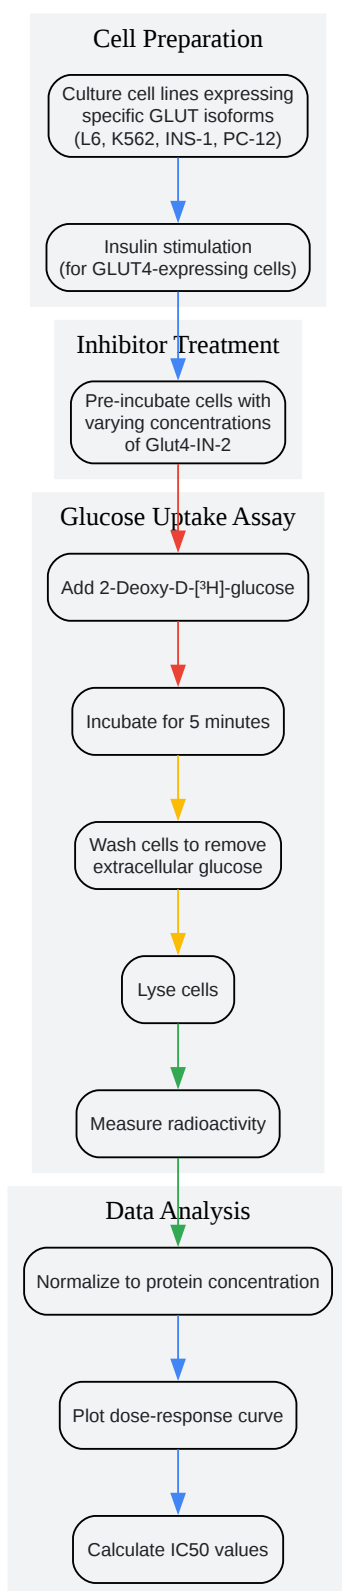 Cell Preparation
Culture cell lines expressing
specific GLUT isoforms
(L6, K562, INS-1, PC-12)
Insulin stimulation
(for GLUT4-expressing cells)
Inhibitor Treatment
Pre-incubate cells with
varying concentrations
of Glut4-IN-2
Glucose Uptake Assay
Add 2-Deoxy-D-[³H]-glucose
Incubate for 5 minutes
Wash cells to remove
extracellular glucose
Lyse cells
Measure radioactivity
Data Analysis
Normalize to protein concentration
Plot dose-response curve
Calculate IC50 values